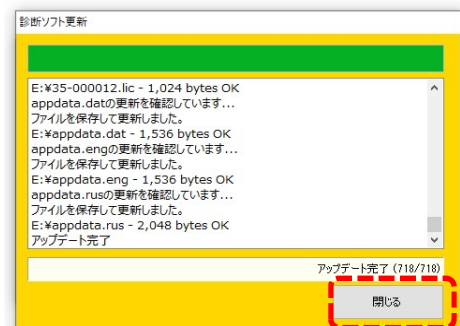 診断ソフト更新
E:¥35-000012.lic - 1,024 bytes OK
appdata.datの更新を確認しています...
ファイルを保存して更新しました。
E:¥appdata.dat - 1,536 bytes OK
appdata.engの更新を確認しています...
ファイルを保存して更新しました。
E:¥appdata.eng - 1,536 bytes OK
appdata.rusの更新を確認しています...
ファイルを保存して更新しました。
E:¥appdata.rus - 2,048 bytes OK
アップデート完了
アップデート完了 (718/718)
閉じる